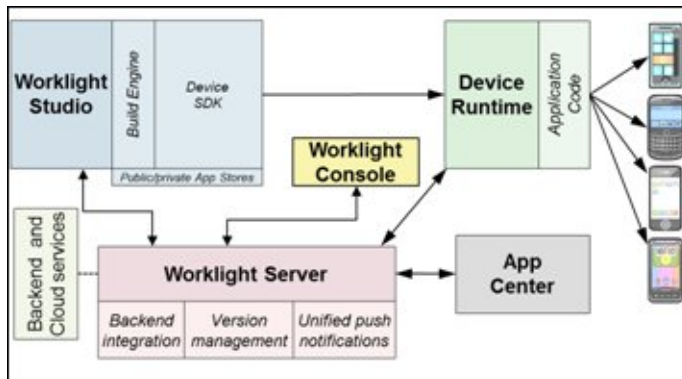 Worklight
Studio
Build Engine
Device
SDK
Public/private App Stores
Device
Runtime
Application
Code
Worklight
Console
Backend and
Cloud services
Worklight Server
Backend
integration
Version
management
Unified push
notifications
App
Center